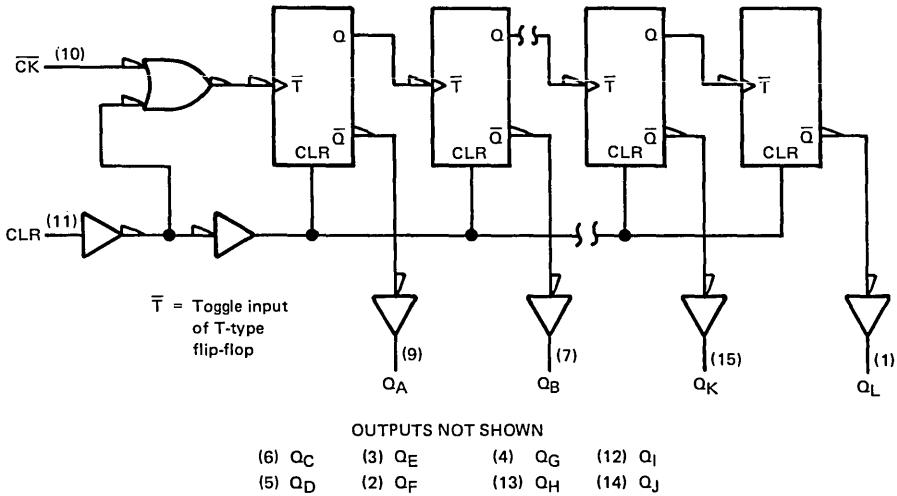 Q Q Q
C̅K̅ (10)
T̅ T̅ T̅ T̅
Q̅ Q̅ Q̅ Q̅
CLR CLR CLR CLR
CLR (11)
T̅ = Toggle input
of T-type
flip-flop
(9) (7) (15) (1)
QA QB QK QL
OUTPUTS NOT SHOWN
(6) QC (3) QE (4) QG (12) QI
(5) QD (2) QF (13) QH (14) QJ